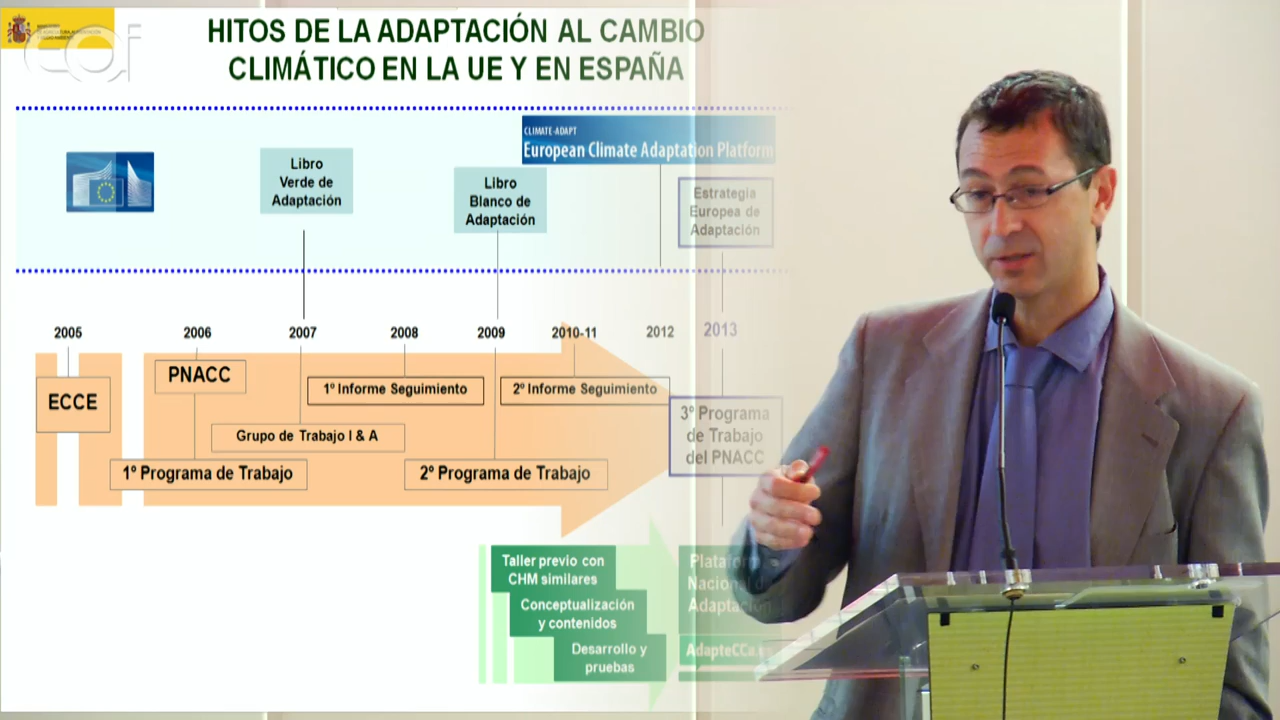 HITOS DE LA ADAPTACIÓN AL CAMBIO
CLIMÁTICO EN LA UE Y EN ESPAÑA
eoi
CLIMATE-ADAPT
European Climate Adaptation Platform
Libro
Verde de
Adaptación
Libro
Blanco de
Adaptación
Estrategia
Europea de
Adaptación
2005
2006
2007
2008
2009
2010-11
2012
2013
ECCE
PNACC
1º Informe Seguimiento
2º Informe Seguimiento
Grupo de Trabajo I & A
1º Programa de Trabajo
2º Programa de Trabajo
3º Programa
de Trabajo
del PNACC
Taller previo con
CHM similares
Conceptualización
y contenidos
Desarrollo y
pruebas
Nacional
Adaptación